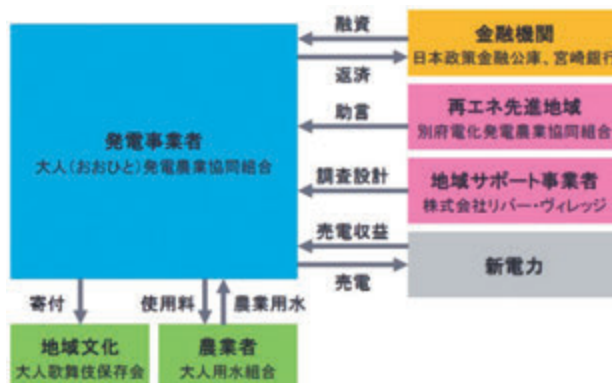 融資
金融機関
日本政策金融公庫、宮崎銀行
返済
助言
再エネ先進地域
別府電化発電農業協同組合
発電事業者
大人(おおひと)発電農業協同組合
調査設計
地域サポート事業者
株式会社リバー・ヴィレッジ
売電収益
新電力
売電
寄付
使用料
農業用水
地域文化
大人歌舞伎保存会
農業者
大人用水組合